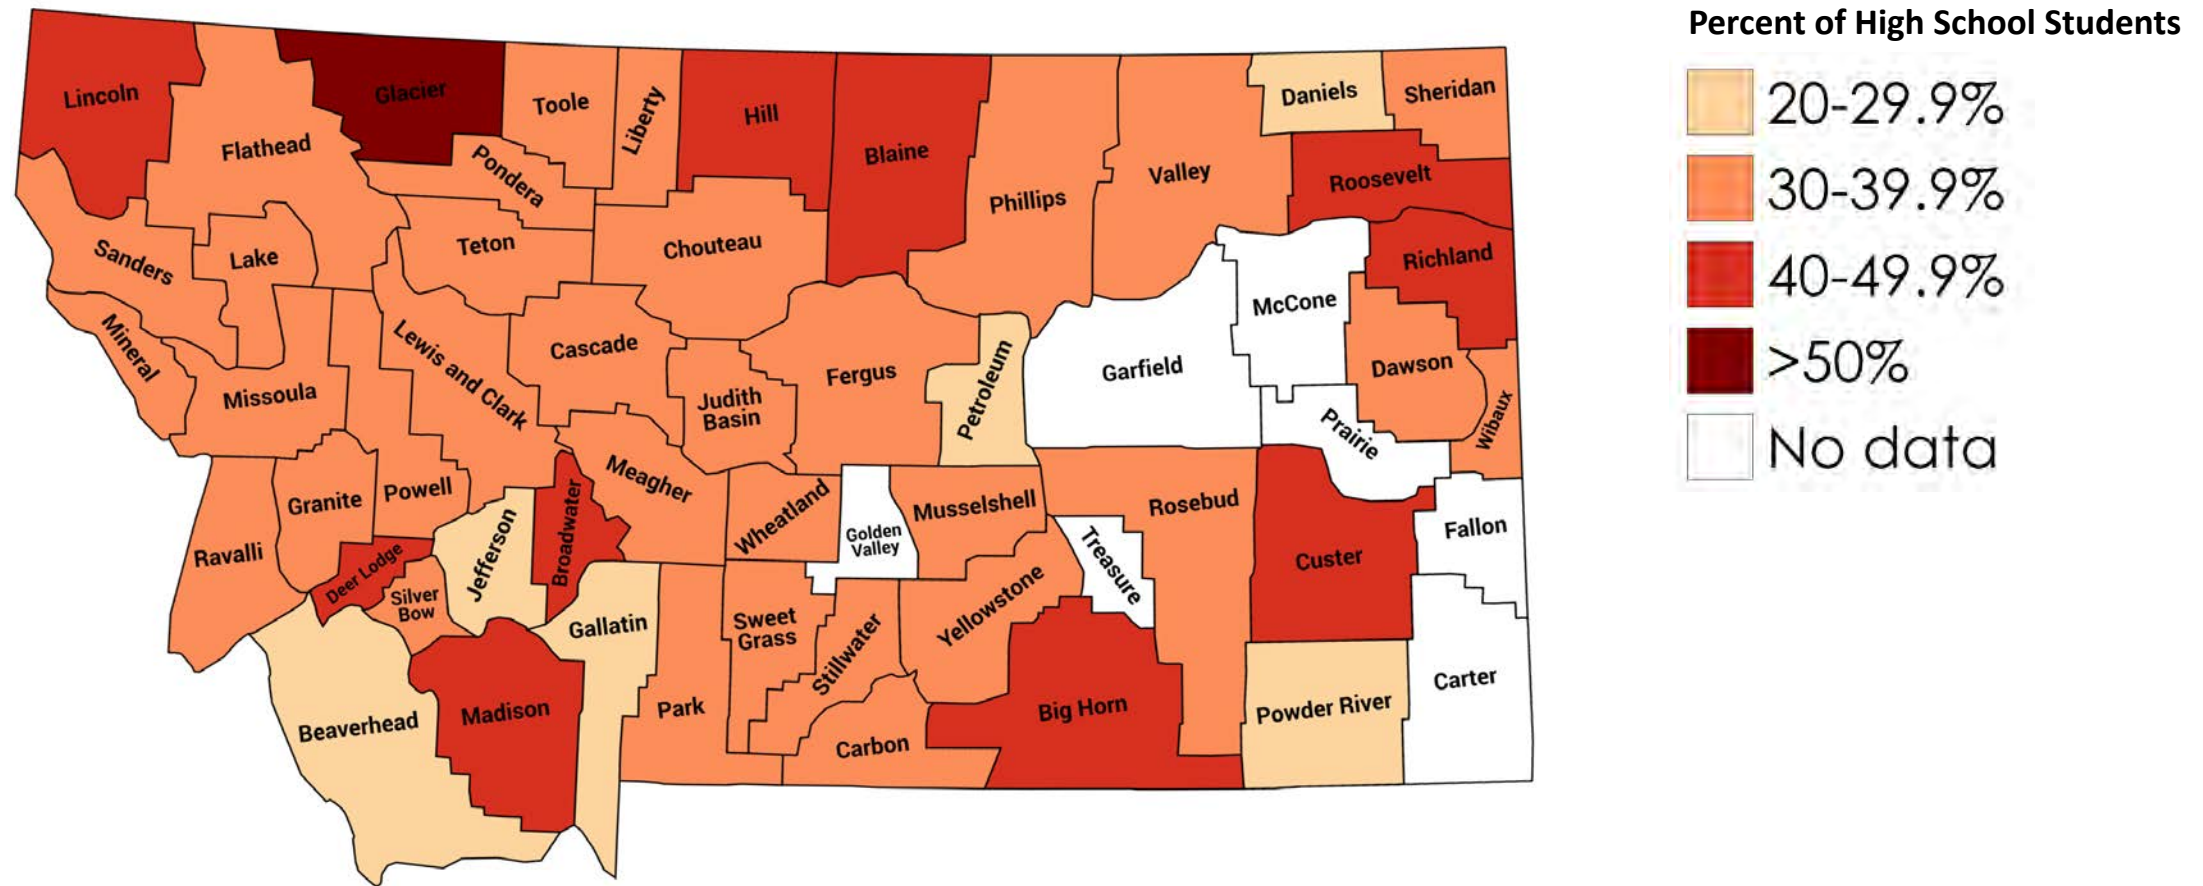 Percent of High School Students
20-29.9%
30-39.9%
40-49.9%
>50%
No data
Lincoln
Flathead
Glacier
Toole
Liberty
Hill
Blaine
Phillips
Valley
Daniels
Sheridan
Roosevelt
Pondera
Sanders
Lake
Teton
Chouteau
Richland
McCone
Mineral
Missoula
Lewis and Clark
Cascade
Judith
Basin
Fergus
Petroleum
Garfield
Dawson
Prairie
Wibaux
Granite
Powell
Meagher
Wheatland
Golden
Valley
Musselshell
Rosebud
Treasure
Custer
Fallon
Ravalli
Deer Lodge
Silver
Bow
Jefferson
Broadwater
Gallatin
Sweet
Grass
Stillwater
Yellowstone
Beaverhead
Madison
Park
Carbon
Big Horn
Powder River
Carter